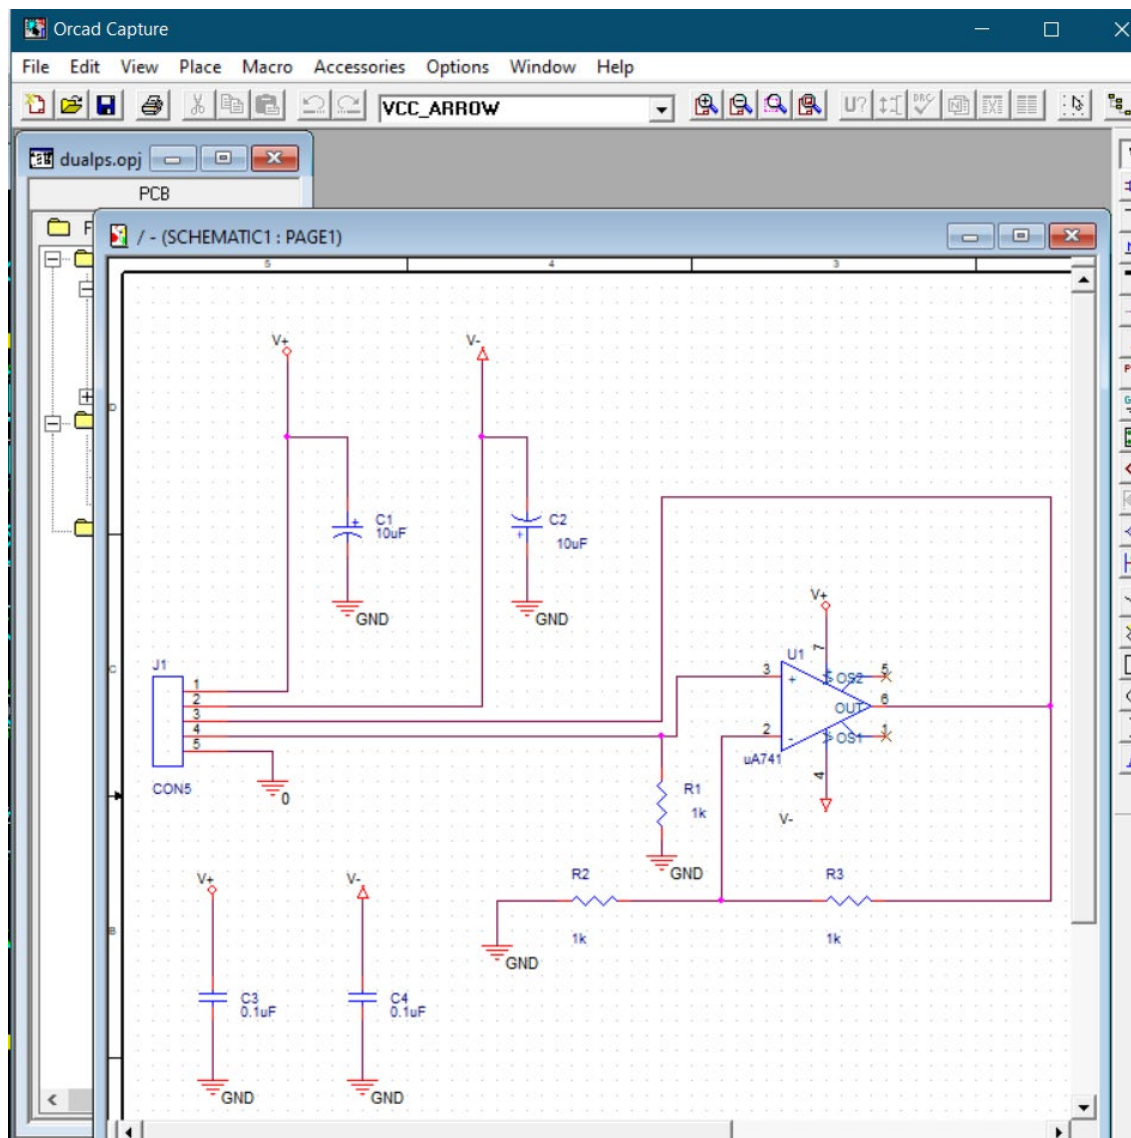 Orcad Capture
File Edit View Place Macro Accessories Options Window Help
VCC_ARROW
U?
DRC
dualps.opj
PCB
F
/ - (SCHEMATIC1 : PAGE1)
5 4 3
D
V+ V-
C1
10uF
C2
10uF
GND GND
V+
7
C
J1
U1
1
2
3
4
5
3
+
OS2
5
OUT
6
2
-
OS1
1
uA741
4
V-
CON5
0
R1
1k
GND
V+ V-
R2
1k
R3
1k
B
GND
C3
0.1uF
C4
0.1uF
GND GND